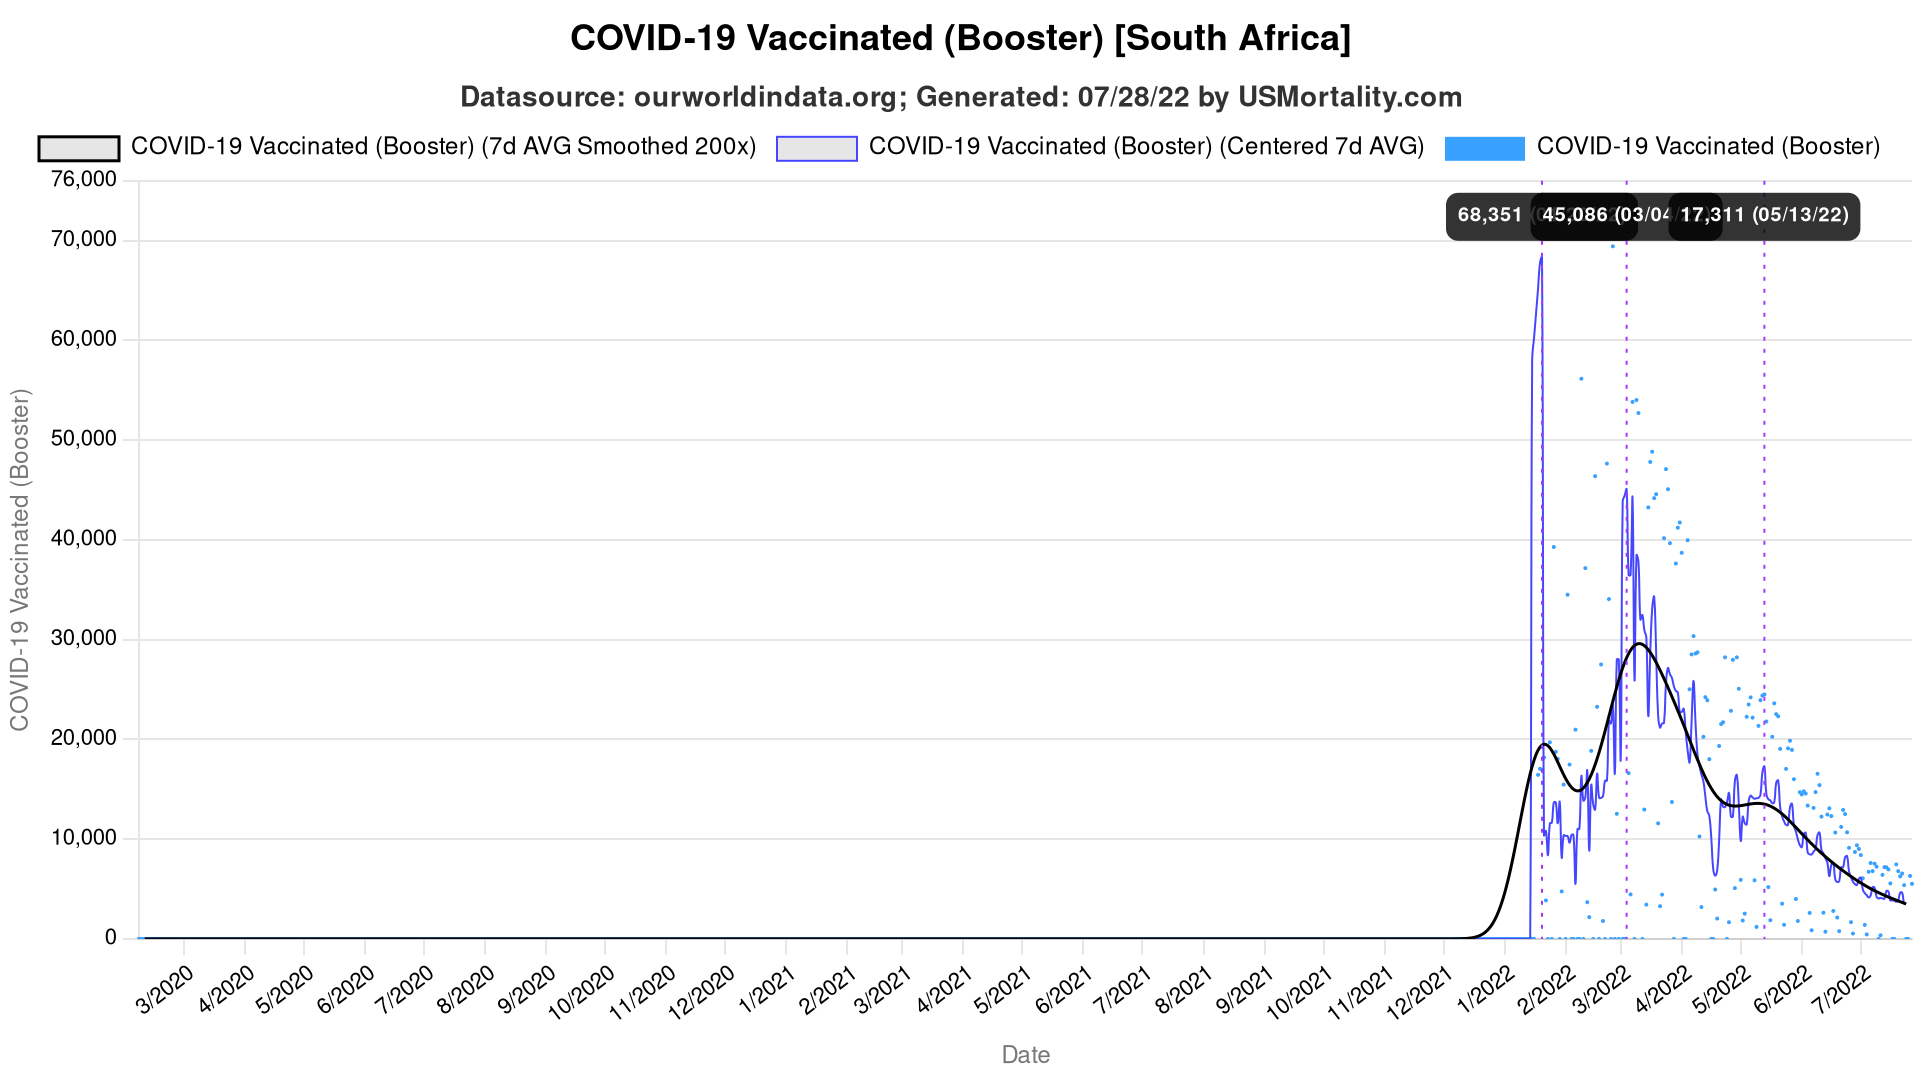 COVID-19 Vaccinated (Booster) [South Africa]
Datasource: ourworldindata.org; Generated: 07/28/22 by USMortality.com
COVID-19 Vaccinated (Booster) (7d AVG Smoothed 200x) COVID-19 Vaccinated (Booster) (Centered 7d AVG) COVID-19 Vaccinated (Booster)
76,000
68,351 45,086 (03/04 17,311 (05/13/22)
70,000
60,000
50,000
40,000
30,000
20,000
10,000
0
COVID-19 Vaccinated (Booster)
3/2020 4/2020 5/2020 6/2020 7/2020 8/2020 9/2020 10/2020 11/2020 12/2020 1/2021 2/2021 3/2021 4/2021 5/2021 6/2021 7/2021 8/2021 9/2021 10/2021 11/2021 12/2021 1/2022 2/2022 3/2022 4/2022 5/2022 6/2022 7/2022
Date